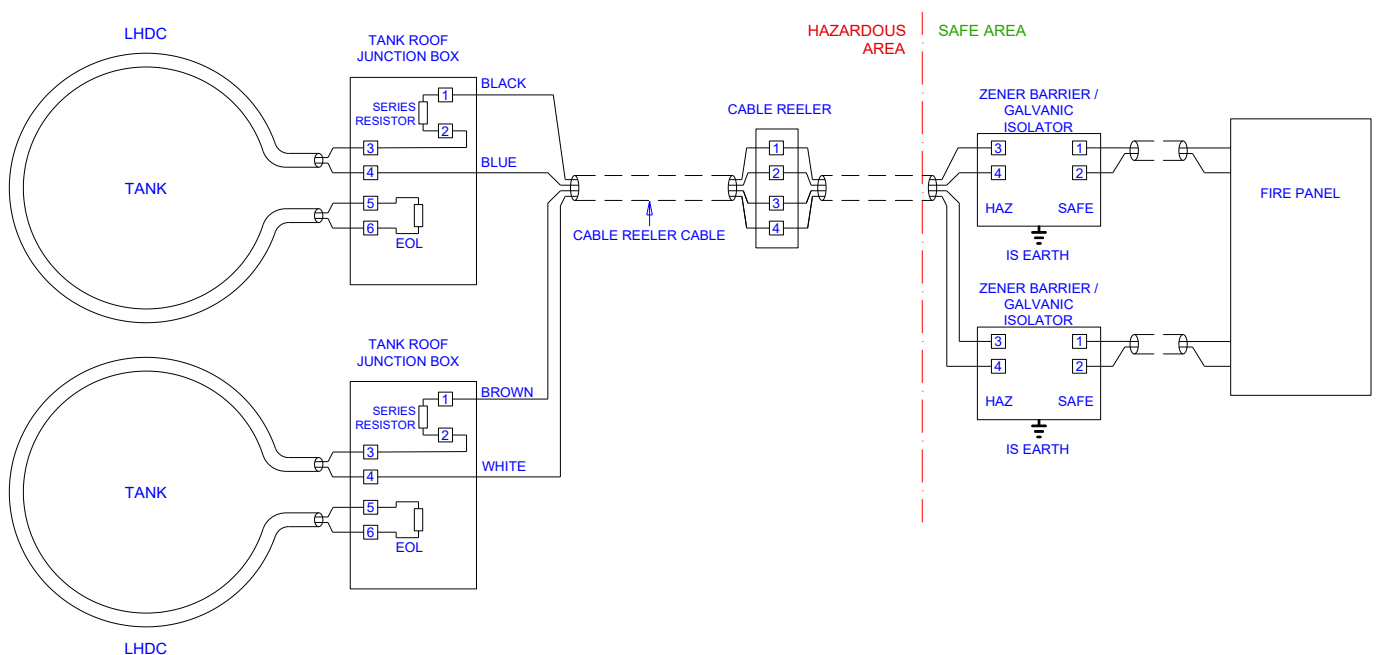 LHDC
TANK
TANK ROOF
JUNCTION BOX
SERIES
RESISTOR
1
2
3
4
5
6
EOL
BLACK
BLUE
LHDC
TANK
TANK ROOF
JUNCTION BOX
SERIES
RESISTOR
1
2
3
4
5
6
EOL
BROWN
WHITE
CABLE REELER CABLE
CABLE REELER
1
2
3
4
HAZARDOUS
AREA
SAFE AREA
ZENER BARRIER /
GALVANIC
ISOLATOR
3
1
4
2
HAZ
SAFE
IS EARTH
ZENER BARRIER /
GALVANIC
ISOLATOR
3
1
4
2
HAZ
SAFE
IS EARTH
FIRE PANEL